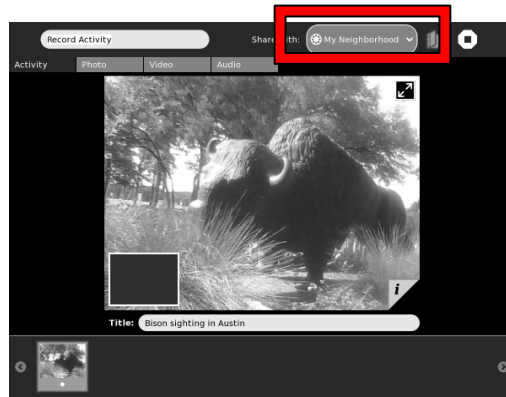 Record Activity
Share with: My Neighborhood
Activity Photo Video Audio
i
Title: Bison sighting in Austin